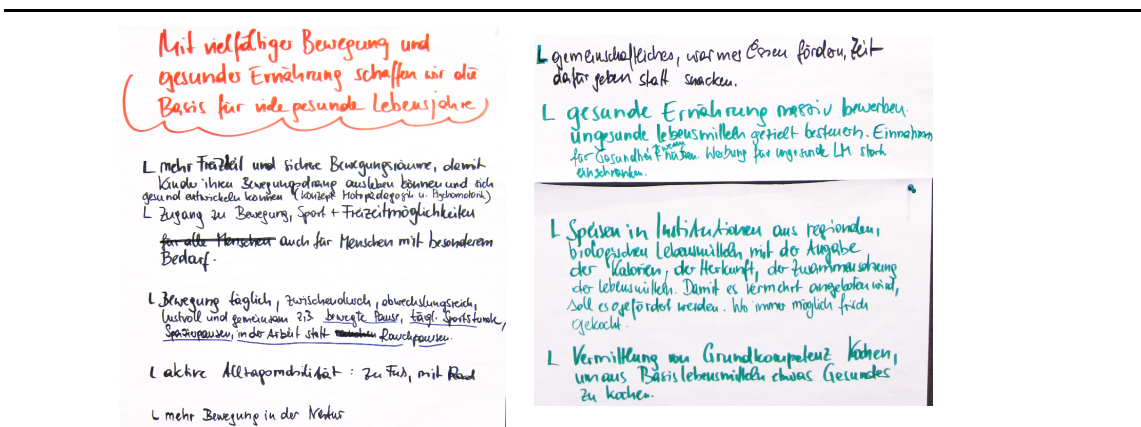 Mit vielfältiger Bewegung und
gesunder Ernährung schaffen wir die
Basis für viele gesunde Lebensjahre
L mehr Freizeit und sichere Bewegungsräume, damit
Kinder ihren Bewegungsdrang ausleben können und sich
gesund entwickeln können (Konzept Motopädagogik u. Psychomotorik)
L Zugang zu Bewegung, Sport + Freizeitmöglichkeiten
für alle Menschen auch für Menschen mit besonderem
Bedarf.
L Bewegung täglich, zwischendurch, abwechslungsreich,
lustvoll und gemeinsam z.B. bewegte Pause, tägl. Sportstunde,
Spazierpausen, in der Arbeit statt Rauchpausen.
L aktive Alltagsmobilität: zu Fuß, mit Rad
L mehr Bewegung in der Natur
L gemeinschaftliches, warmes Essen fördern, Zeit
dafür geben statt snacken.
L gesunde Ernährung massiv bewerben.
ungesunde Lebensmitteln gezielt besteuern. Einnahmen
für Gesundheit nutzen. Werbung für ungesunde LM stark
einschränken.
L Speisen in Institutionen aus regionalen,
biologischen Lebensmitteln mit der Angabe
der Kalorien, der Herkunft, der Zusammensetzung
der Lebensmitteln. Damit es vermehrt angeboten wird,
soll es gefördert werden. Wo immer möglich frisch
gekocht.
L Vermittlung von Grundkompetenz Kochen,
um aus Basislebensmitteln etwas Gesundes
zu kochen.